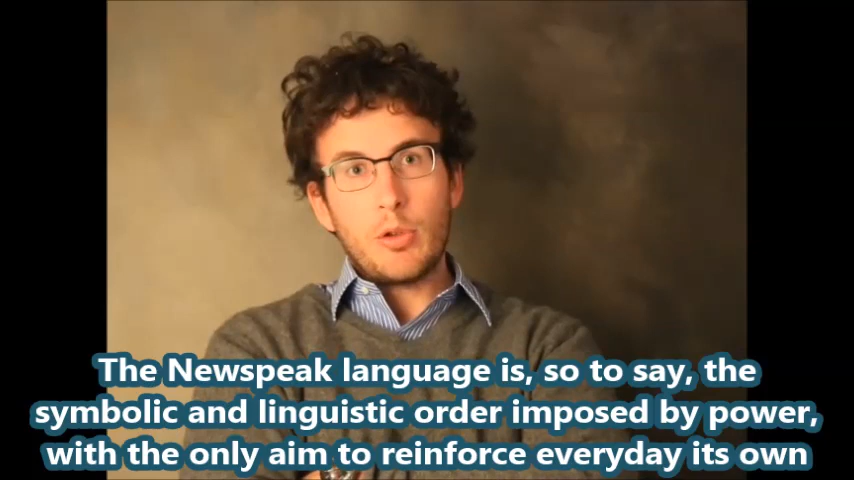 The Newspeak language is, so to say, the
symbolic and linguistic order imposed by power,
with the only aim to reinforce everyday its own